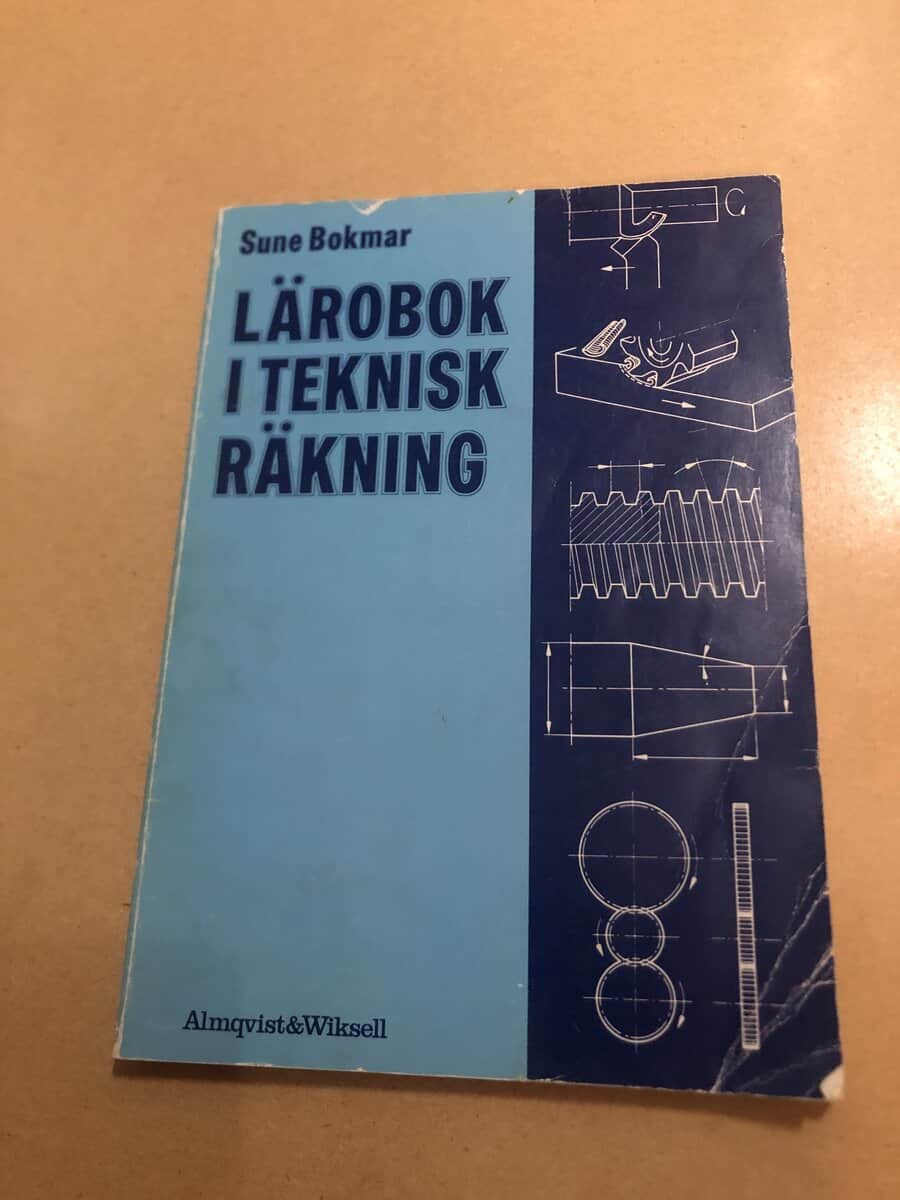 Sune Bokmar
LÄROBOK
I TEKNISK
RÄKNING
Almqvist&Wiksell